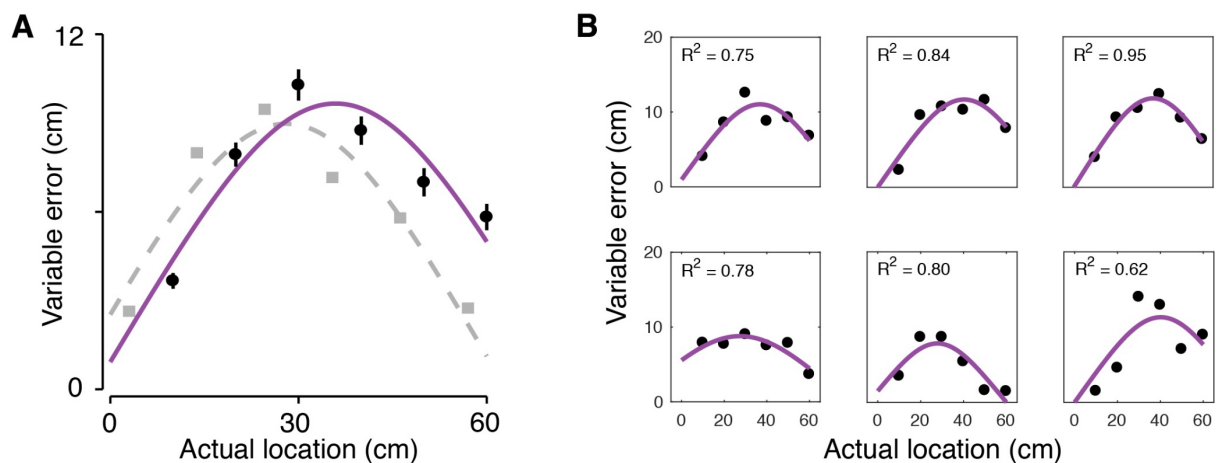 A
12
0
Variable error (cm)
0
30
60
Actual location (cm)
B
20
10
0
R² = 0.75
R² = 0.84
R² = 0.95
Variable error (cm)
20
10
0
R² = 0.78
R² = 0.80
R² = 0.62
0 20 40 60
0 20 40 60
0 20 40 60
Actual location (cm)